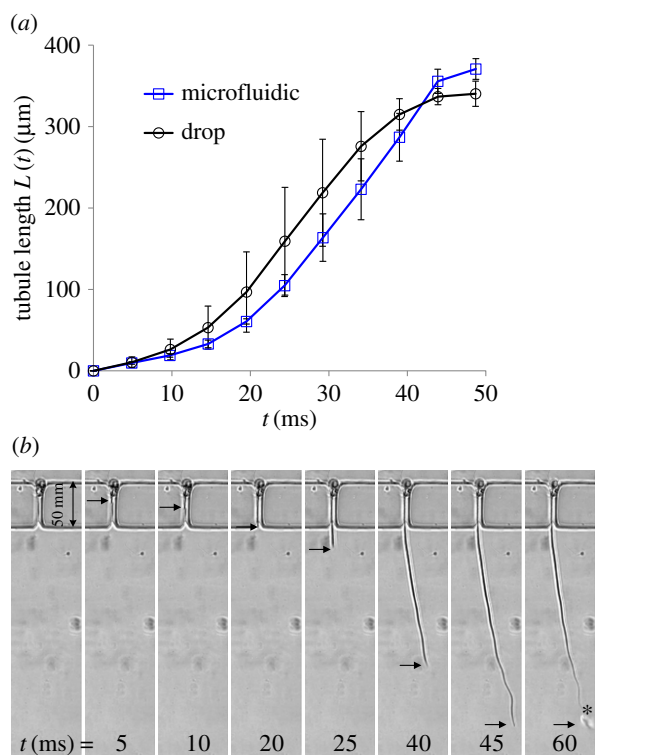 (a)
400
300
200
100
0
tubule length L (t) (μm)
microfluidic
drop
0 10 20 30 40 50
t (ms)
(b)
50 mm
*
t (ms) = 5 10 20 25 40 45 60